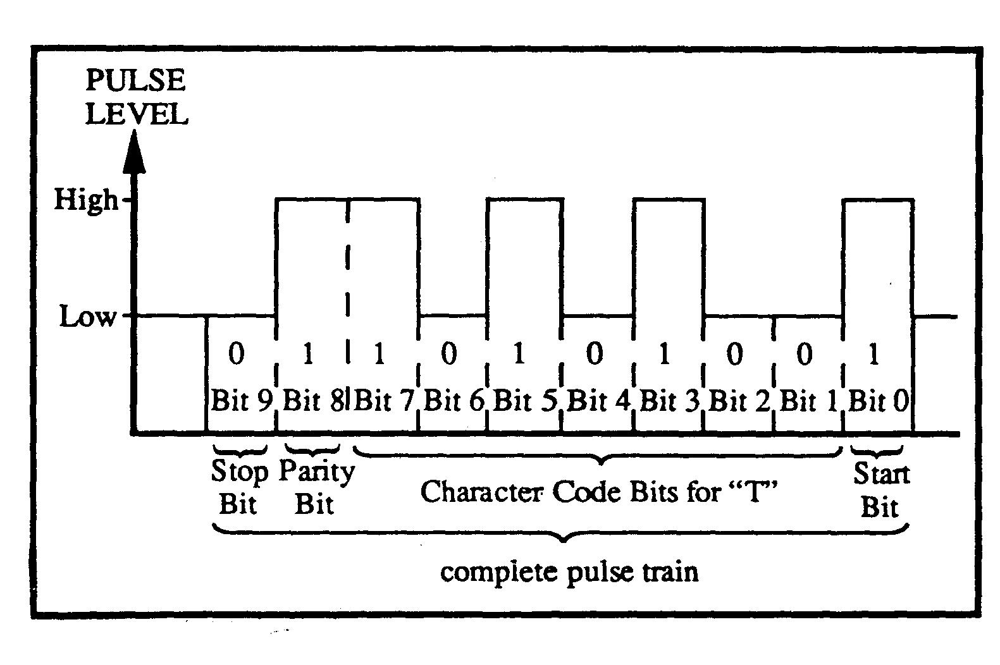 PULSE
LEVEL
High
Low
0 1 1 0 1 0 1 0 0 1
Bit 9 Bit 8 Bit 7 Bit 6 Bit 5 Bit 4 Bit 3 Bit 2 Bit 1 Bit 0
Stop
Bit
Parity
Bit
Character Code Bits for “T”
Start
Bit
complete pulse train